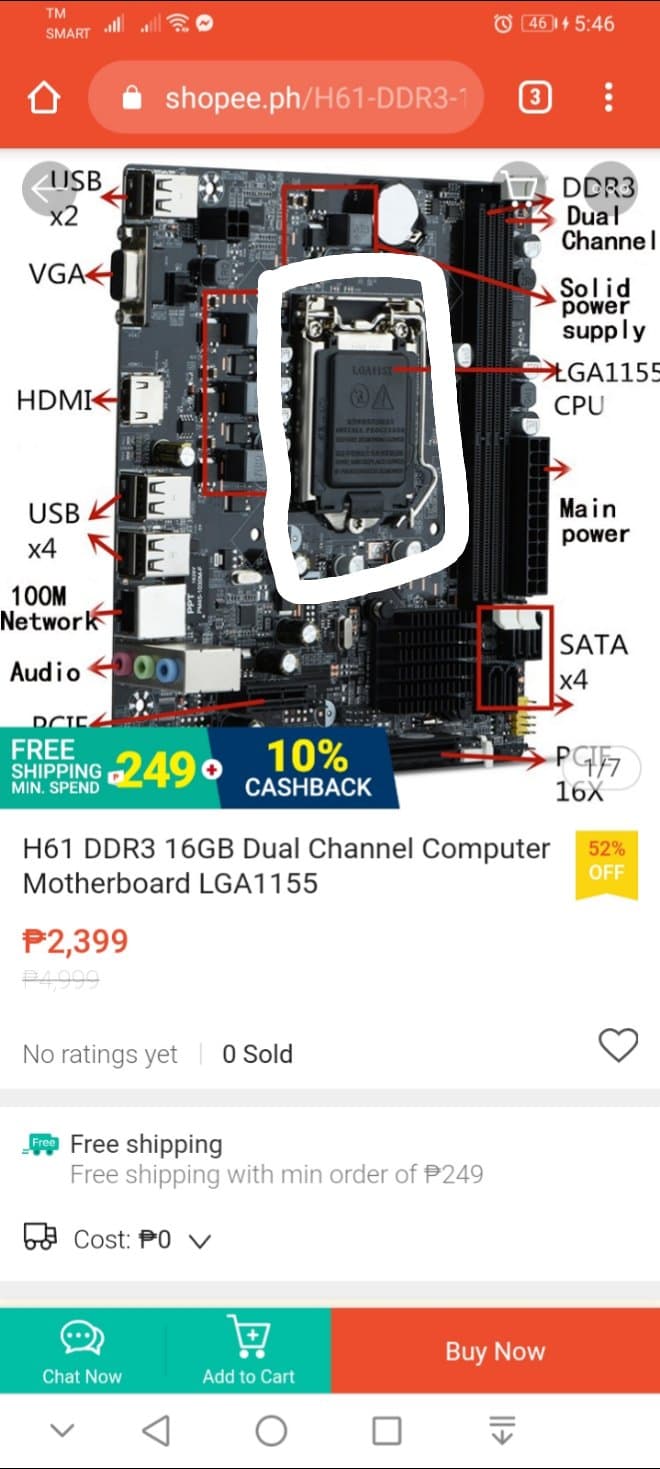 TM
SMART
46 5:46
shopee.ph/H61-DDR3-1
3
USB
x2
VGA
HDMI
USB
x4
100M
Network
Audio
PCIE
DDR3
Dual
Channel
Solid
power
supply
LGA1155
CPU
Main
power
SATA
x4
PCIE
16X
1/7
FREE
SHIPPING
MIN. SPEND
₱249
10%
CASHBACK
H61 DDR3 16GB Dual Channel Computer
Motherboard LGA1155
52%
OFF
₱2,399
₱4,999
No ratings yet
0 Sold
Free
Free shipping
Free shipping with min order of ₱249
Cost: ₱0
Chat Now
Add to Cart
Buy Now